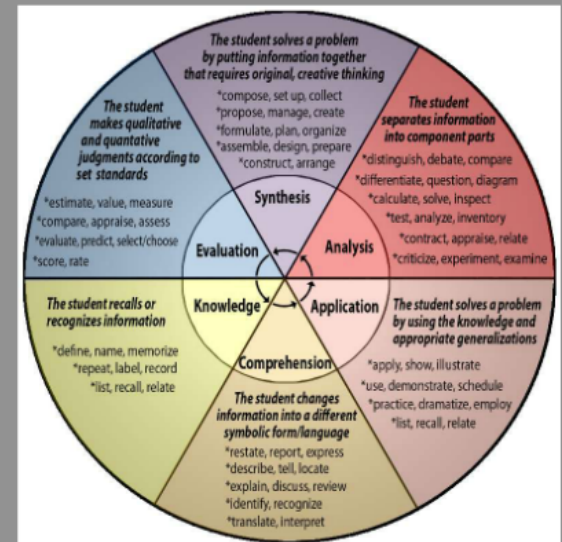 The student solves a problem
by putting information together
that requires original, creative thinking
*compose, set up, collect
*propose, manage, create
*formulate, plan, organize
*assemble, design, prepare
*construct, arrange
Synthesis
The student
separates information
into component parts
*distinguish, debate, compare
*differentiate, question, diagram
*calculate, solve, inspect
*test, analyze, inventory
*contract, appraise, relate
*criticize, experiment, examine
Analysis
The student solves a problem
by using the knowledge and
appropriate generalizations
*apply, show, illustrate
*use, demonstrate, schedule
*practice, dramatize, employ
*list, recall, relate
Application
Comprehension
The student changes
information into a different
symbolic form/language
*restate, report, express
*describe, tell, locate
*explain, discuss, review
*identify, recognize
*translate, interpret
Knowledge
The student recalls or
recognizes information
*define, name, memorize
*repeat, label, record
*list, recall, relate
Evaluation
The student
makes qualitative
and quantative
judgments according to
set standards
*estimate, value, measure
*compare, appraise, assess
*evaluate, predict, select/choose
*score, rate